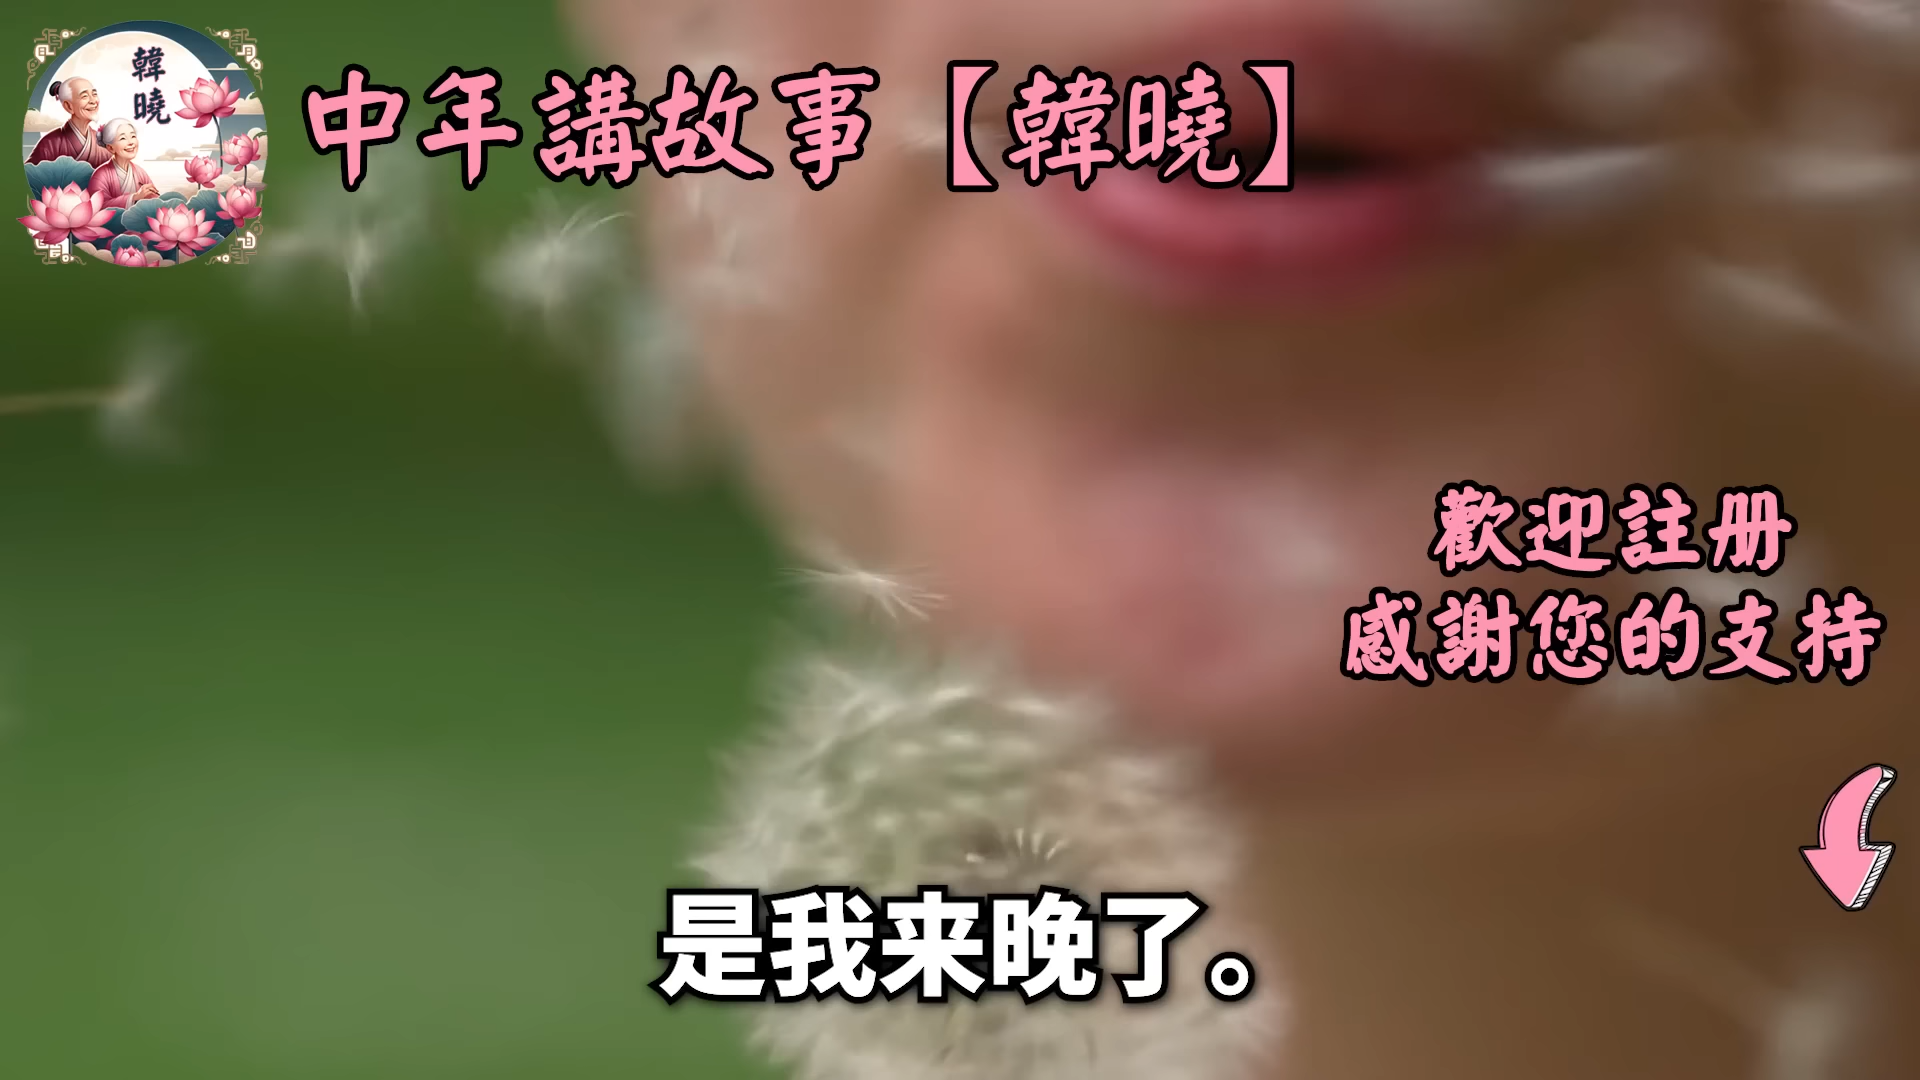 韓
曉
中年講故事【韓曉】
歡迎註册
感謝您的支持
是我来晚了。